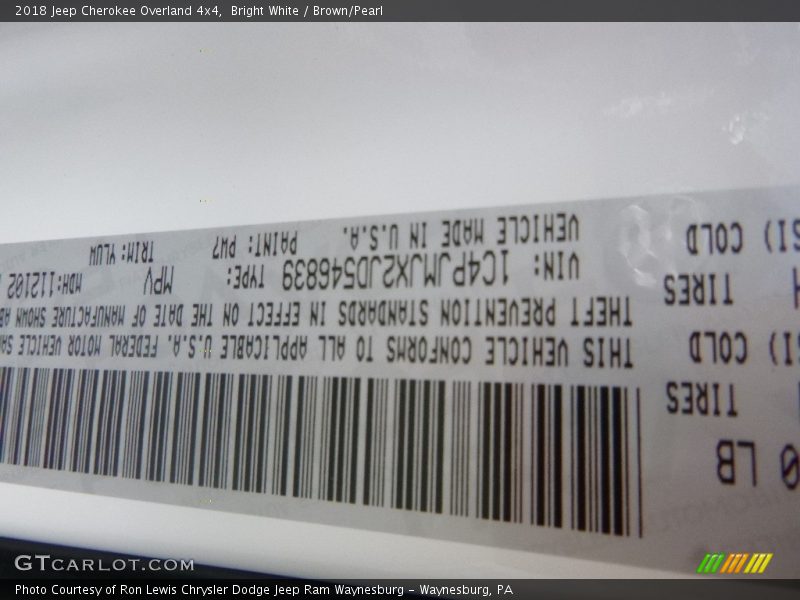 2018 Jeep Cherokee Overland 4x4, Bright White / Brown/Pearl
0 LB
TIRES
COLD
THIS VEHICLE CONFORMS TO ALL APPLICABLE U.S.A. FEDERAL MOTOR VEHICLE
TIRES
THEFT PREVENTION STANDARDS IN EFFECT ON THE DATE OF MANUFACTURE SHOWN
VIN: 1C4PJMJX2JD546839 TYPE: MPV MDH:112102
COLD
VEHICLE MADE IN U.S.A. PAINT: PW7 TRIM: YLUW
GTCARLOT.COM
Photo Courtesy of Ron Lewis Chrysler Dodge Jeep Ram Waynesburg – Waynesburg, PA